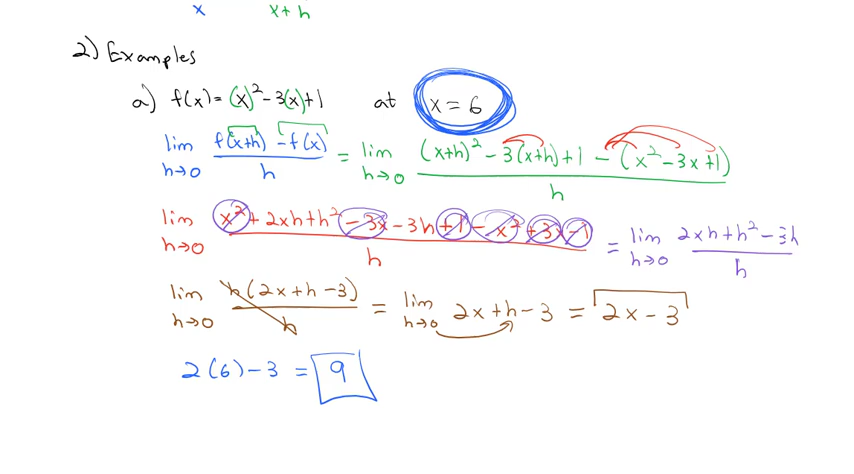 x x + h
2) Examples
a) f(x) = (x)² - 3(x) + 1 at x = 6
lim h→0 f(x+h) - f(x) / h = lim h→0 (x+h)² - 3(x+h) + 1 - (x² - 3x + 1) / h
lim h→0 x² + 2xh + h² - 3x - 3h + 1 - x² + 3x - 1 / h = lim h→0 2xh + h² - 3h / h
lim h→0 h(2x + h - 3) / h = lim h→0 2x + h - 3 = 2x - 3
2(6) - 3 = 9